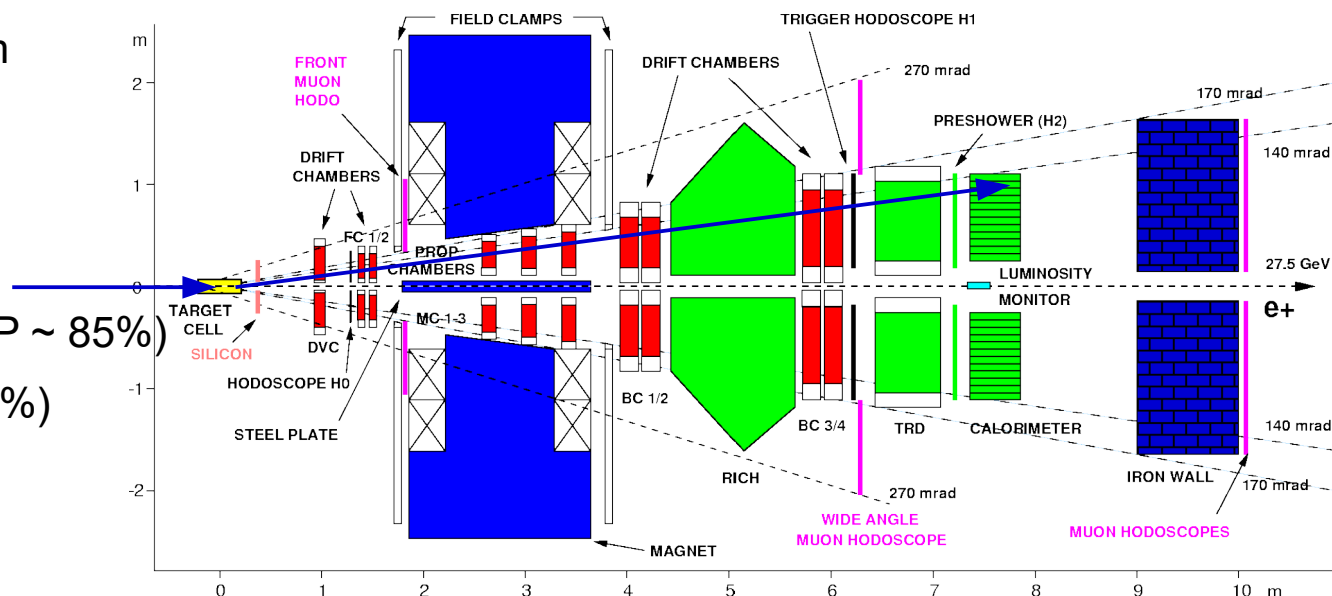 n
m
FIELD CLAMPS
TRIGGER HODOSCOPE H1
FRONT
MUON
HODO
DRIFT CHAMBERS
270 mrad
170 mrad
2
PRESHOWER (H2)
DRIFT
CHAMBERS
140 mrad
1
FC 1/2
PROP
CHAMBERS
27.5 GeV
LUMINOSITY
MONITOR
0
e+
TARGET
CELL
P ~ 85%)
MC 1-3
SILICON
DVC
HODOSCOPE H0
%)
-1
BC 1/2
STEEL PLATE
BC 3/4
TRD
CALORIMETER
140 mrad
RICH
IRON WALL
170 mrad
-2
270 mrad
WIDE ANGLE
MUON HODOSCOPE
MUON HODOSCOPES
MAGNET
0 1 2 3 4 5 6 7 8 9 10 m